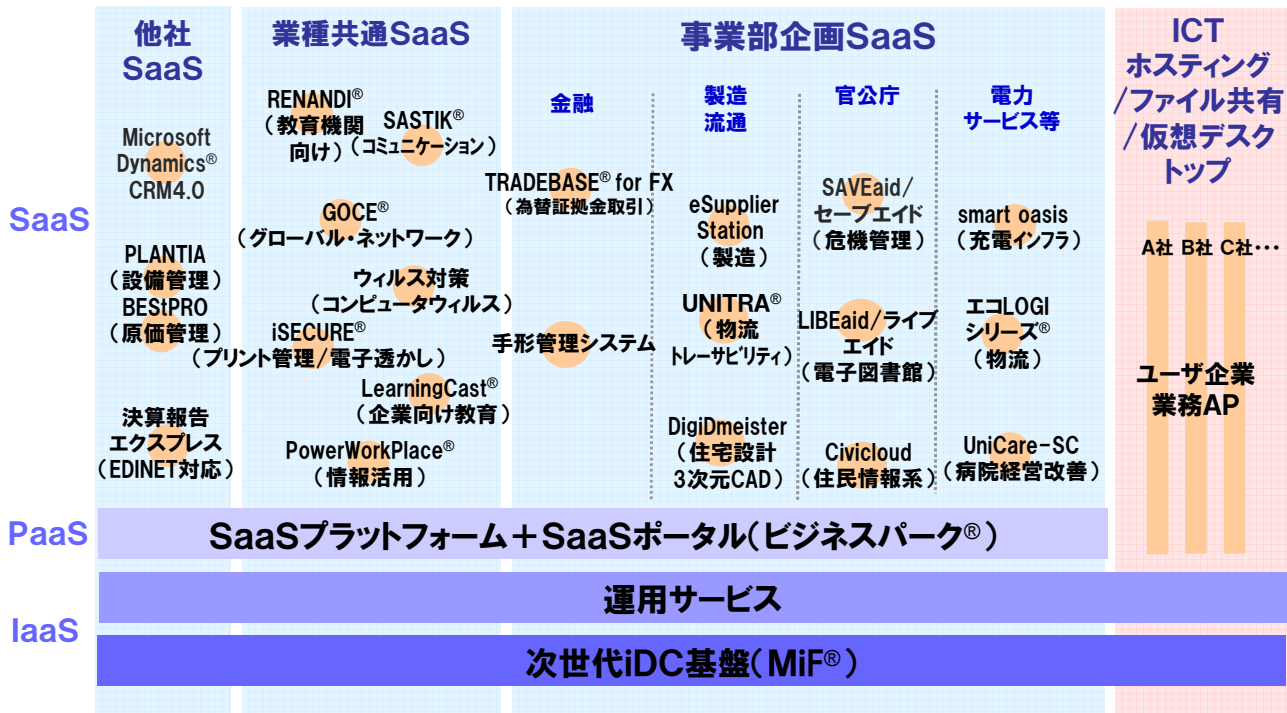 他社
SaaS
業種共通SaaS
事業部企画SaaS
ICT
ホスティング
/ファイル共有
/仮想デスク
トップ
金融
製造
流通
官公庁
電力
サービス等
SaaS
Microsoft
Dynamics®
CRM4.0
PLANTIA
(設備管理)
BEStPRO
(原価管理)
決算報告
エクスプレス
(EDINET対応)
RENANDI®
(教育機関
向け)
SASTIK®
(コミュニケーション)
GOCE®
(グローバル・ネットワーク)
ウィルス対策
(コンピュータウィルス)
iSECURE®
(プリント管理/電子透かし)
LearningCast®
(企業向け教育)
PowerWorkPlace®
(情報活用)
TRADEBASE® for FX
(為替証拠金取引)
手形管理システム
eSupplier
Station
(製造)
UNITRA®
(物流
トレーサビリティ)
DigiDmeister
(住宅設計
3次元CAD)
SAVEaid/
セーブエイド
(危機管理)
LIBEaid/ライブ
エイド
(電子図書館)
Civicloud
(住民情報系)
smart oasis
(充電インフラ)
エコLOGI
シリーズ®
(物流)
UniCare-SC
(病院経営改善)
A社 B社 C社・・・
ユーザ企業
業務AP
PaaS
SaaSプラットフォーム+SaaSポータル(ビジネスパーク®)
IaaS
運用サービス
次世代iDC基盤(MiF®)